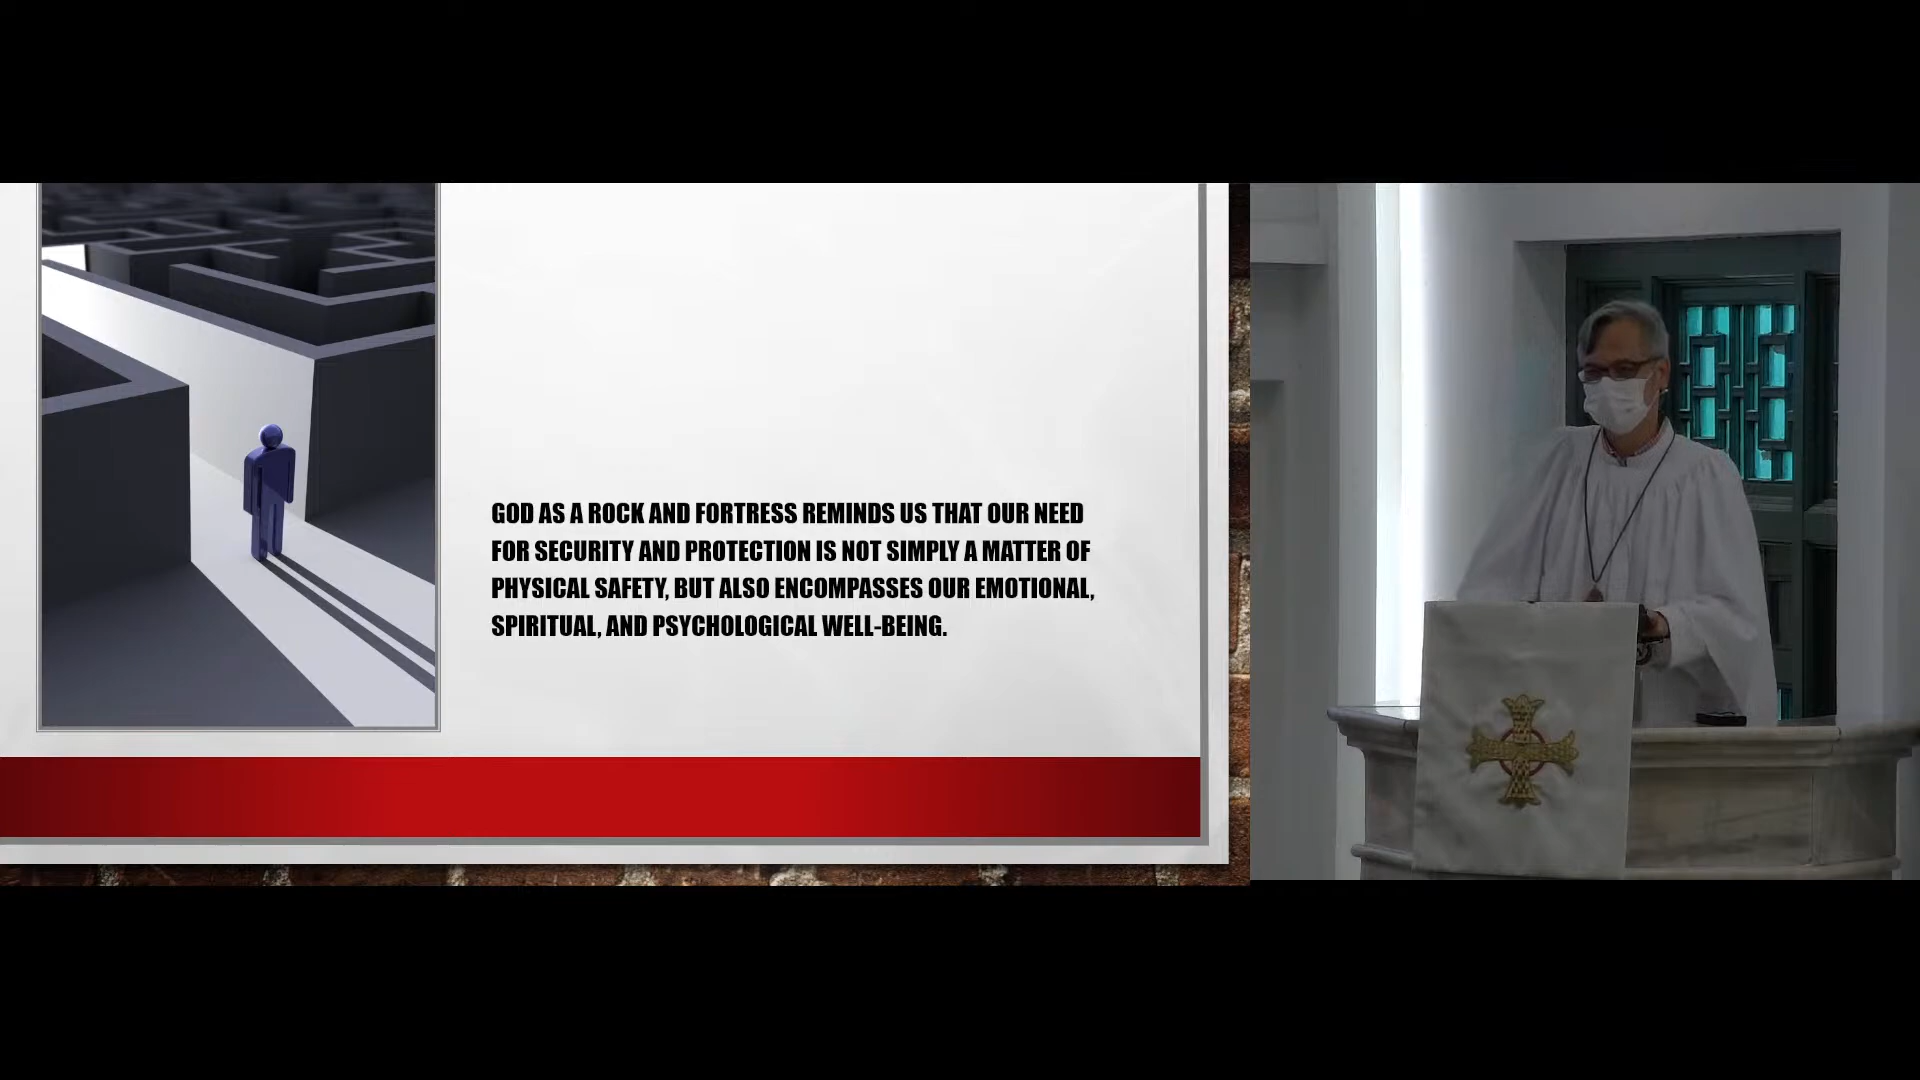 GOD AS A ROCK AND FORTRESS REMINDS US THAT OUR NEED
FOR SECURITY AND PROTECTION IS NOT SIMPLY A MATTER OF
PHYSICAL SAFETY, BUT ALSO ENCOMPASSES OUR EMOTIONAL,
SPIRITUAL, AND PSYCHOLOGICAL WELL-BEING.